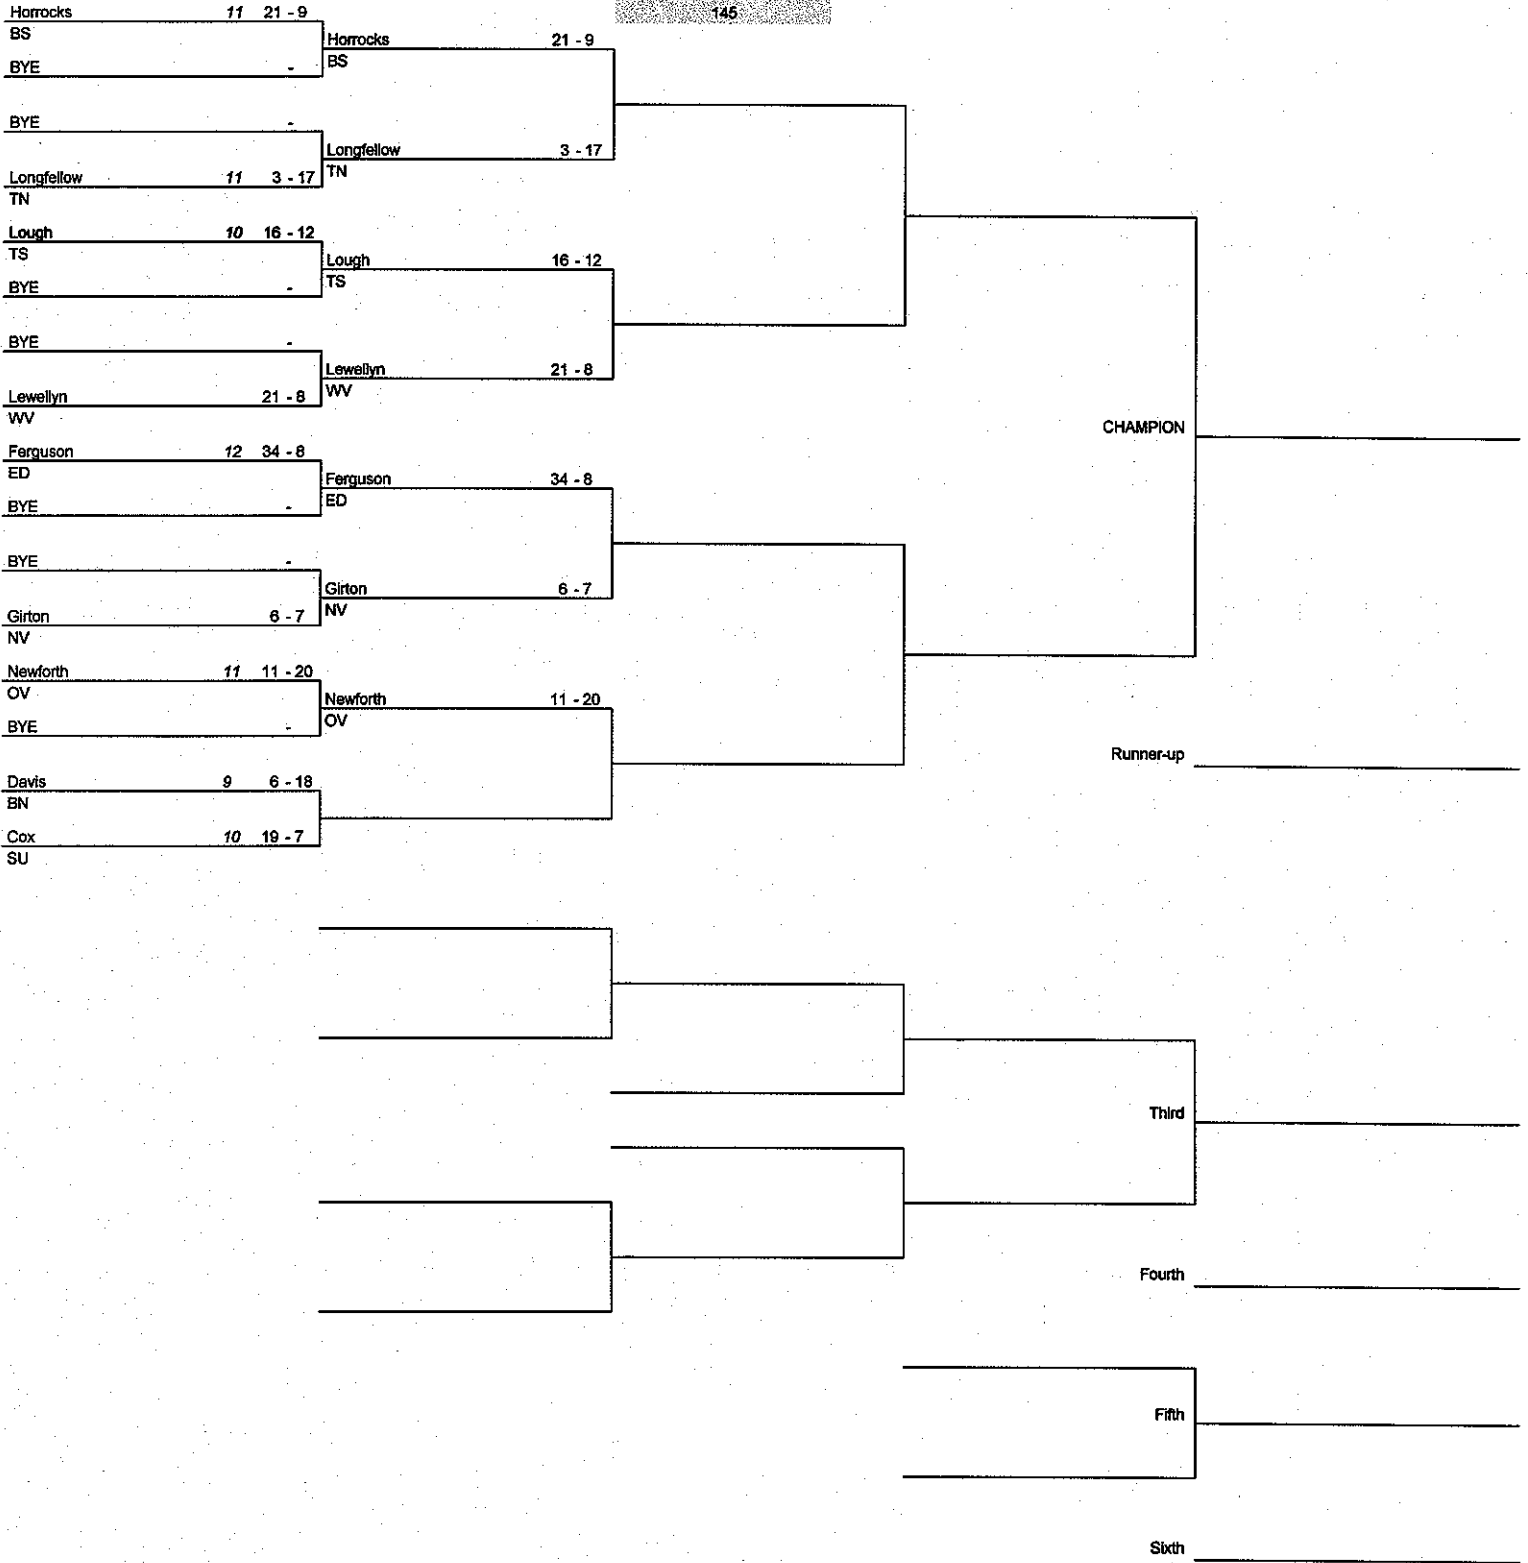 145
Horrocks 11 21 - 9
BS
BYE -
BYE -
Longfellow 11 3 - 17
TN
Lough 10 16 - 12
TS
BYE -
BYE -
Lewellyn 21 - 8
WV
Ferguson 12 34 - 8
ED
BYE -
BYE -
Girton 6 - 7
NV
Newforth 11 11 - 20
OV
BYE -
Davis 9 6 - 18
BN
Cox 10 19 - 7
SU
Horrocks 21 - 9
BS
Longfellow 3 - 17
TN
Lough 16 - 12
TS
Lewellyn 21 - 8
WV
Ferguson 34 - 8
ED
Girton 6 - 7
NV
Newforth 11 - 20
OV
CHAMPION
Runner-up
Third
Fourth
Fifth
Sixth